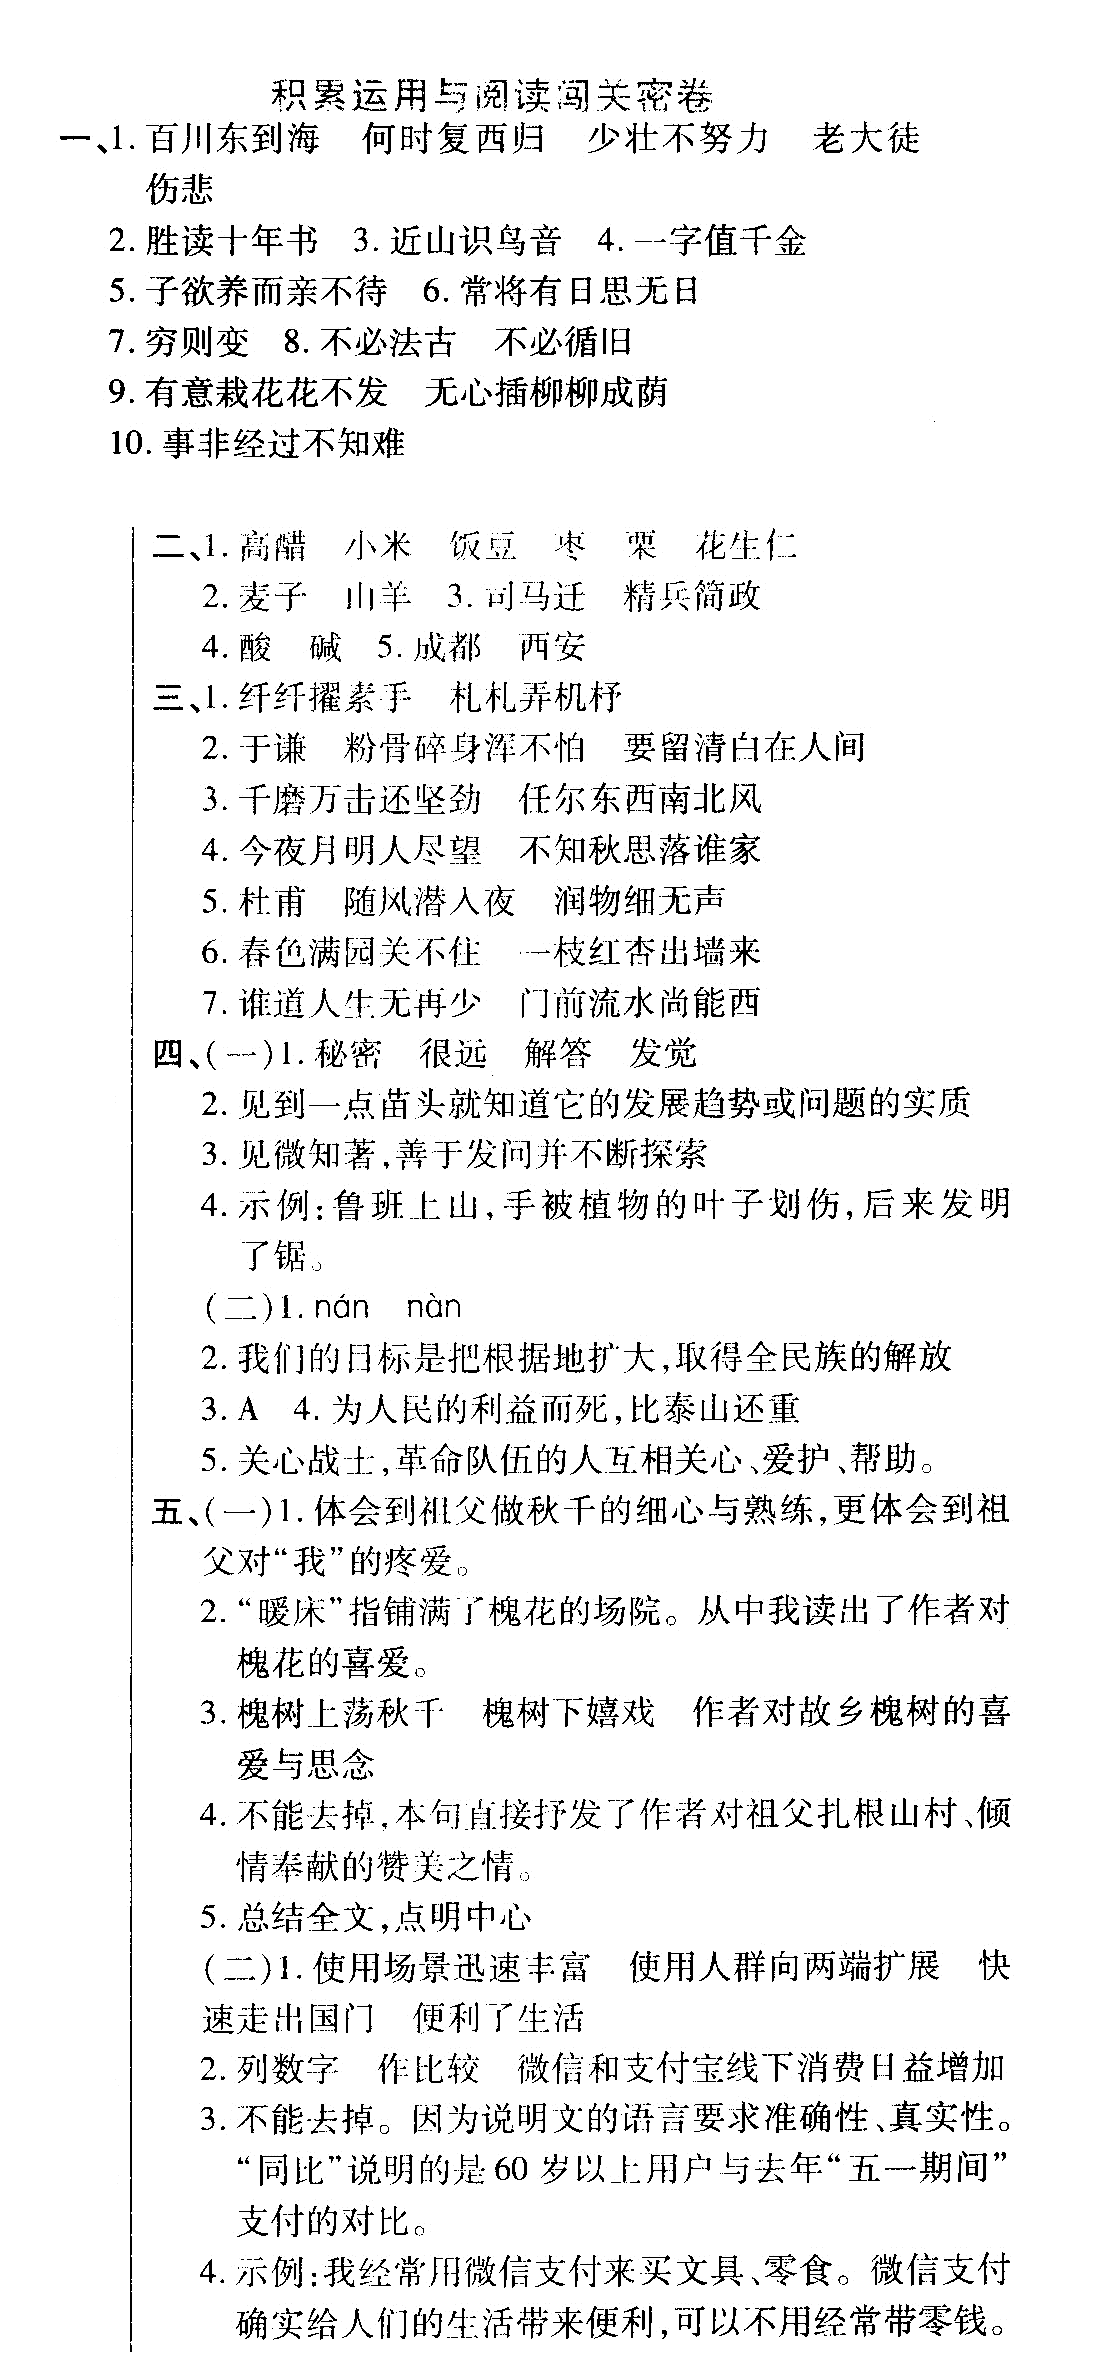 积累运用与阅读闯关密卷
一、1. 百川东到海 何时复西归 少壮不努力 老大徒
伤悲
2. 胜读十年书 3. 近山识鸟音 4. 一字值千金
5. 子欲养而亲不待 6. 常将有日思无日
7. 穷则变 8. 不必法古 不必循旧
9. 有意栽花花不发 无心插柳柳成荫
10. 事非经过不知难
二、1. 高醋 小米 饭豆 枣 栗 花生仁
2. 麦子 山羊 3. 司马迁 精兵简政
4. 酸 碱 5. 成都 西安
三、1. 纤纤擢素手 札札弄机杼
2. 于谦 粉骨碎身浑不怕 要留清白在人间
3. 千磨万击还坚劲 任尔东西南北风
4. 今夜月明人尽望 不知秋思落谁家
5. 杜甫 随风潜入夜 润物细无声
6. 春色满园关不住 一枝红杏出墙来
7. 谁道人生无再少 门前流水尚能西
四、(一)1. 秘密 很远 解答 发觉
2. 见到一点苗头就知道它的发展趋势或问题的实质
3. 见微知著,善于发问并不断探索
4. 示例:鲁班上山,手被植物的叶子划伤,后来发明
了锯。
(二)1. nán nàn
2. 我们的目标是把根据地扩大,取得全民族的解放
3. A 4. 为人民的利益而死,比泰山还重
5. 关心战士,革命队伍的人互相关心、爱护、帮助。
五、(一)1. 体会到祖父做秋千的细心与熟练,更体会到祖
父对“我”的疼爱。
2. “暖床”指铺满了槐花的场院。从中我读出了作者对
槐花的喜爱。
3. 槐树上荡秋千 槐树下嬉戏 作者对故乡槐树的喜
爱与思念
4. 不能去掉,本句直接抒发了作者对祖父扎根山村、倾
情奉献的赞美之情。
5. 总结全文,点明中心
(二)1. 使用场景迅速丰富 使用人群向两端扩展 快
速走出国门 便利了生活
2. 列数字 作比较 微信和支付宝线下消费日益增加
3. 不能去掉。因为说明文的语言要求准确性、真实性。
“同比”说明的是60岁以上用户与去年“五一期间”
支付的对比。
4. 示例:我经常用微信支付来买文具、零食。微信支付
确实给人们的生活带来便利,可以不用经常带零钱。